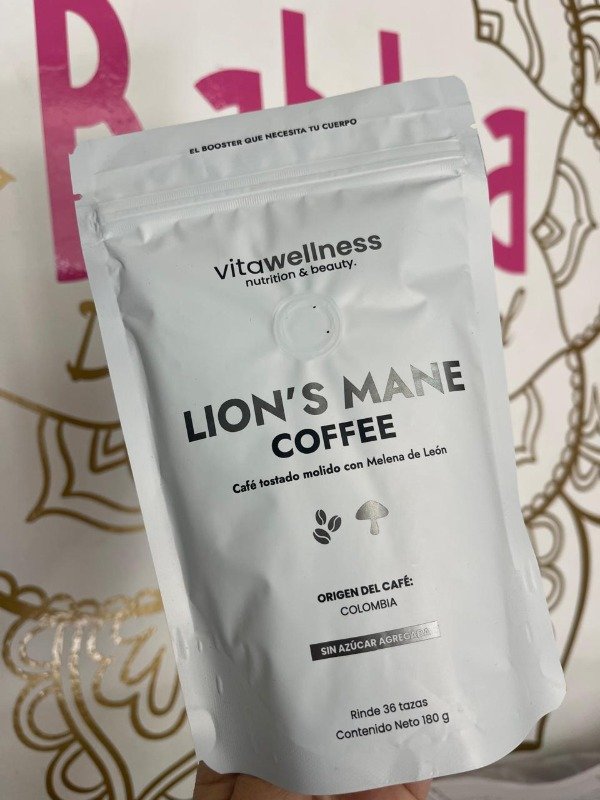 EL BOOSTER QUE NECESITA TU CUERPO
vitawellness
nutrition & beauty.
LION'S MANE
COFFEE
Café tostado molido con Melena de León
ORIGEN DEL CAFÉ:
COLOMBIA
SIN AZÚCAR AGREGADA
Rinde 36 tazas
Contenido Neto 180 g